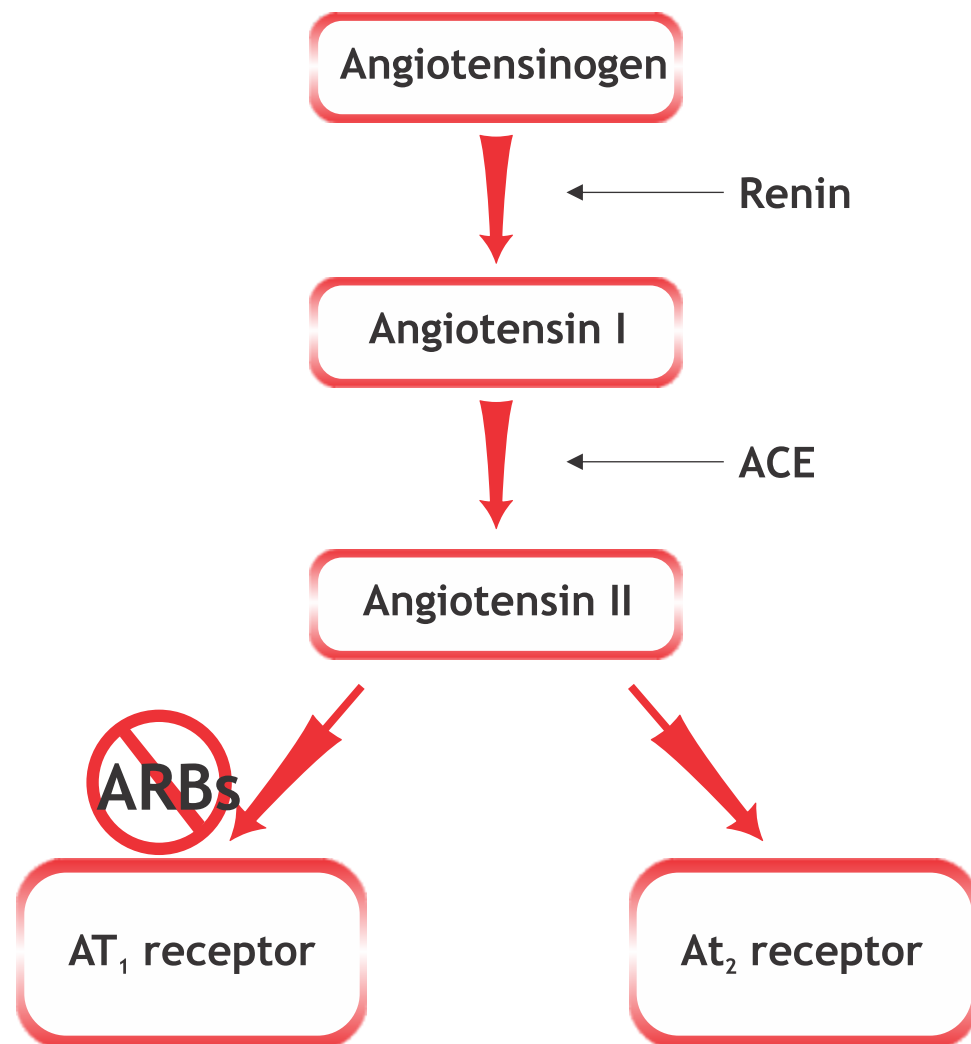 Angiotensinogen
Renin
Angiotensin I
ACE
Angiotensin II
ARBs
AT₁ receptor
At₂ receptor